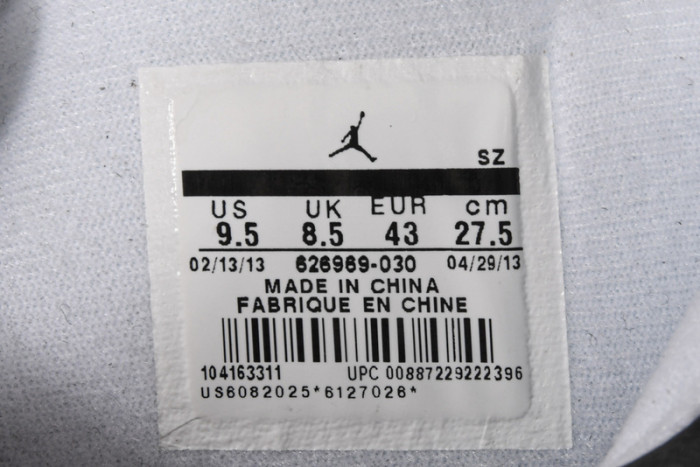 SZ
US UK EUR cm
9.5 8.5 43 27.5
02/13/13 626969-030 04/29/13
MADE IN CHINA
FABRIQUE EN CHINE
104163311 UPC 00887229222396
US6082025*6127026*